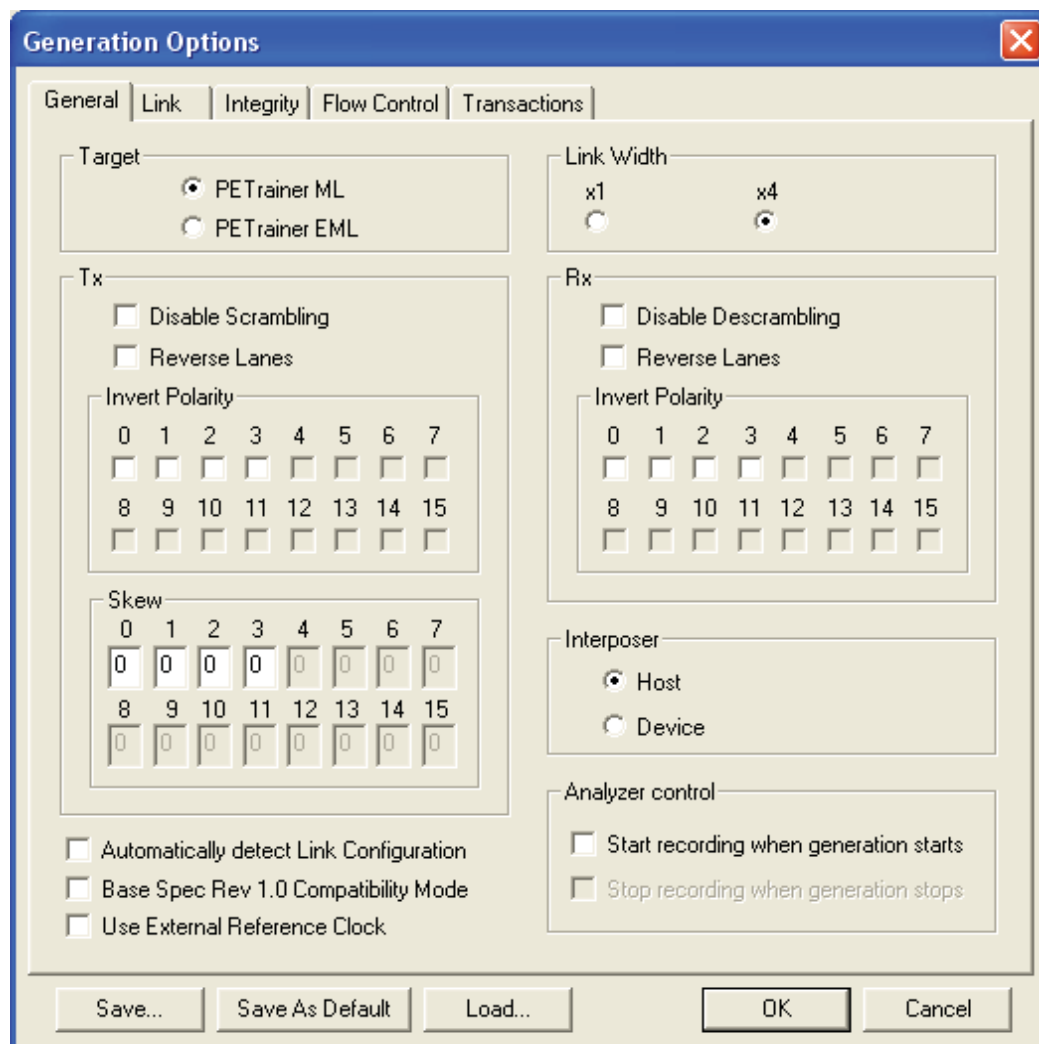 Generation Options
General Link Integrity Flow Control Transactions
Target
PETrainer ML
PETrainer EML
Link Width
x1 x4
Tx
Disable Scrambling
Reverse Lanes
Invert Polarity
0 1 2 3 4 5 6 7
8 9 10 11 12 13 14 15
Skew
0 1 2 3 4 5 6 7
0 0 0 0 0 0 0 0
8 9 10 11 12 13 14 15
0 0 0 0 0 0 0 0
Rx
Disable Descrambling
Reverse Lanes
Invert Polarity
0 1 2 3 4 5 6 7
8 9 10 11 12 13 14 15
Interposer
Host
Device
Analyzer control
Start recording when generation starts
Stop recording when generation stops
Automatically detect Link Configuration
Base Spec Rev 1.0 Compatibility Mode
Use External Reference Clock
Save... Save As Default Load... OK Cancel